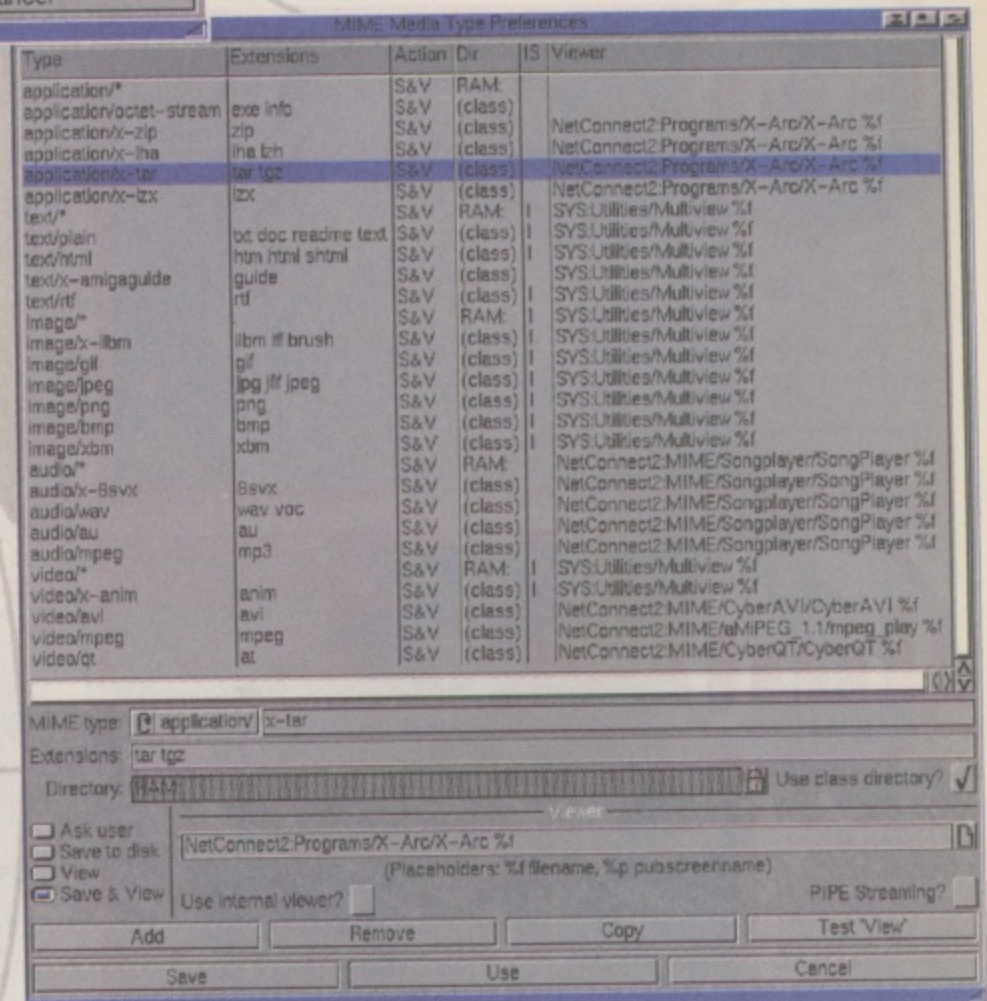 MIME Media Type Preferences
Type Extensions Action Dir IS Viewer
application/* S&V RAM:
application/octet-stream exe info S&V (class)
application/x-zip zip S&V (class) NetConnect2:Programs/X-Arc/X-Arc %f
application/x-lha lha lzh S&V (class) NetConnect2:Programs/X-Arc/X-Arc %f
application/x-tar tar tgz S&V (class) NetConnect2:Programs/X-Arc/X-Arc %f
application/x-lzx lzx S&V (class) NetConnect2:Programs/X-Arc/X-Arc %f
text/* S&V RAM: I SYS:Utilities/Multiview %f
text/plain txt doc readme text S&V (class) I SYS:Utilities/Multiview %f
text/html htm html shtml S&V (class) I SYS:Utilities/Multiview %f
text/x-amigaguide guide S&V (class) SYS:Utilities/Multiview %f
text/rtf rtf S&V (class) I SYS:Utilities/Multiview %f
image/* S&V RAM: I SYS:Utilities/Multiview %f
image/x-ilbm ilbm iff brush S&V (class) I SYS:Utilities/Multiview %f
image/gif gif S&V (class) I SYS:Utilities/Multiview %f
image/jpeg jpg jff jpeg S&V (class) I SYS:Utilities/Multiview %f
image/png png S&V (class) I SYS:Utilities/Multiview %f
image/bmp bmp S&V (class) I SYS:Utilities/Multiview %f
image/xbm xbm S&V (class) I SYS:Utilities/Multiview %f
audio/* S&V RAM: NetConnect2:MIME/Songplayer/SongPlayer %f
audio/x-8svx 8svx S&V (class) NetConnect2:MIME/Songplayer/SongPlayer %f
audio/wav wav voc S&V (class) NetConnect2:MIME/Songplayer/SongPlayer %f
audio/au au S&V (class) NetConnect2:MIME/Songplayer/SongPlayer %f
audio/mpeg mp3 S&V (class) NetConnect2:MIME/Songplayer/SongPlayer %f
video/* S&V RAM: I SYS:Utilities/Multiview %f
video/x-anim anim S&V (class) I SYS:Utilities/Multiview %f
video/avi avi S&V (class) NetConnect2:MIME/CyberAVI/CyberAVI %f
video/mpeg mpeg S&V (class) NetConnect2:MIME/aMiPEG_1.1/mpeg_play %f
video/qt qt S&V (class) NetConnect2:MIME/CyberQT/CyberQT %f
MIME type: application/ x-tar
Extensions: tar tgz
Directory: RAM: Use class directory?
Viewer
Ask user
Save to disk
View
Save & View
NetConnect2:Programs/X-Arc/X-Arc %f
(Placeholders: %f filename, %p pubscreenname)
Use internal viewer? PIPE Streaming?
Add Remove Copy Test "View"
Save Use Cancel